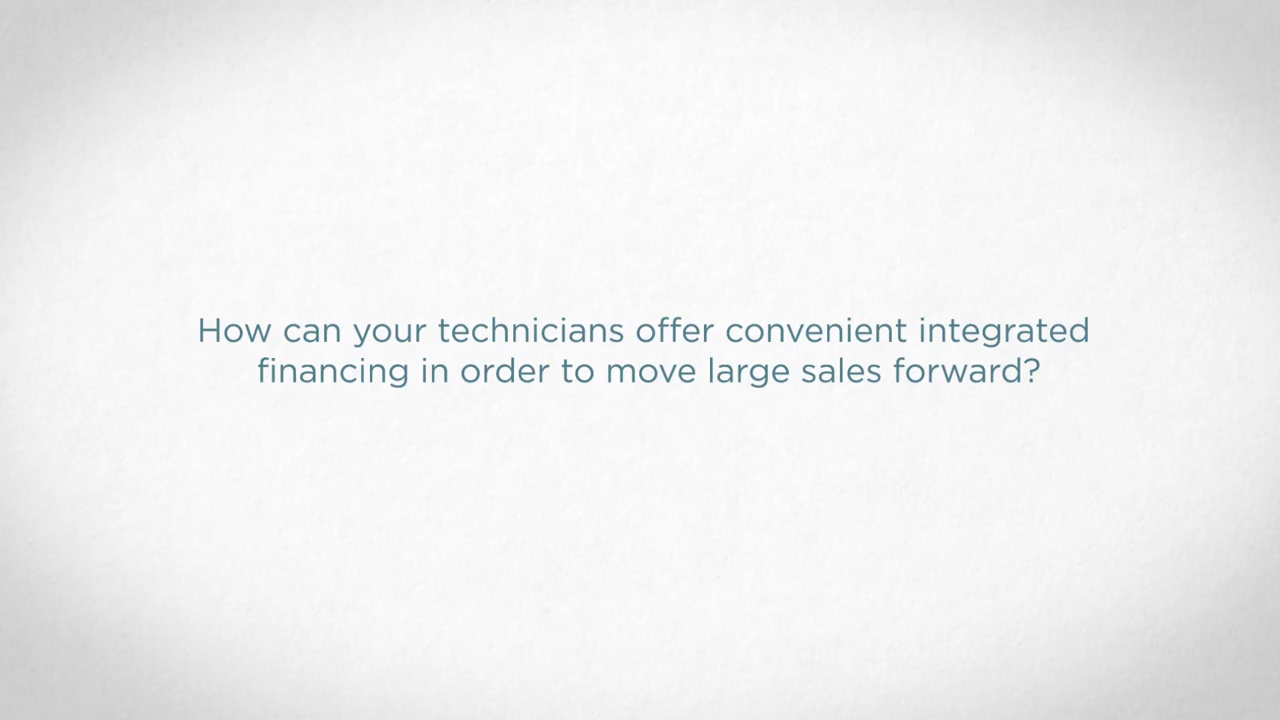 How can your technicians offer convenient integrated
financing in order to move large sales forward?